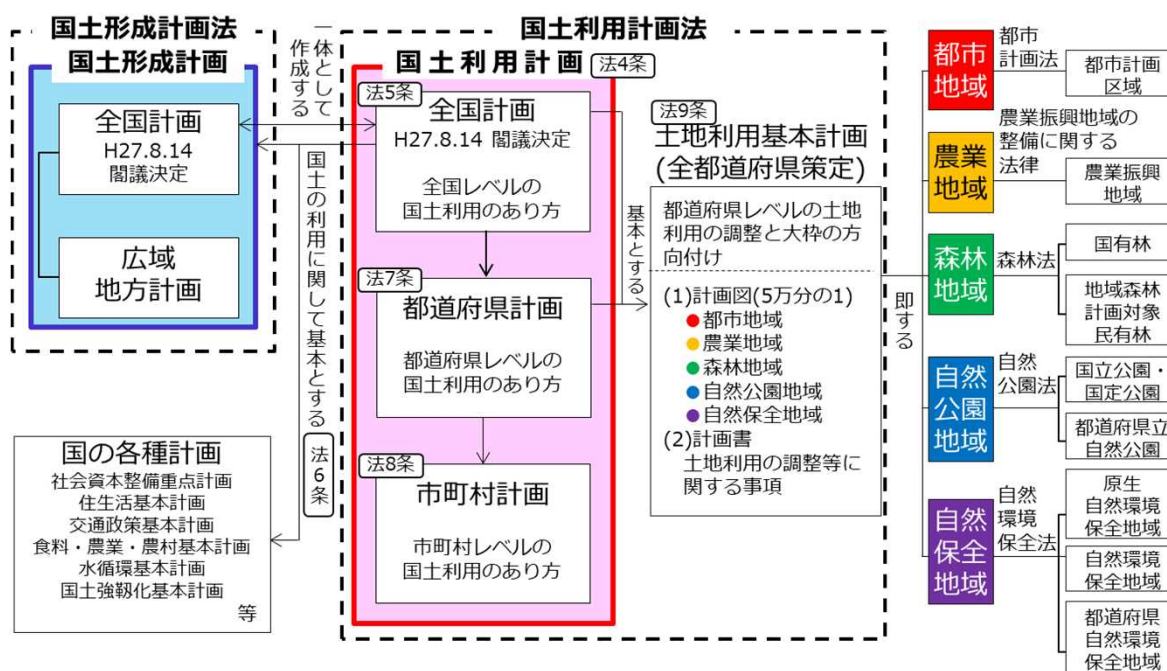 国土形成計画法
国土形成計画
全国計画
H27.8.14
閣議決定
広域
地方計画
一体として
作成する
国土の利用に関して基本とする
法6条
国の各種計画
社会資本整備重点計画
住生活基本計画
交通政策基本計画
食料・農業・農村基本計画
水循環基本計画
国土強靱化基本計画
等
国土利用計画法
国土利用計画
法4条
法5条
全国計画
H27.8.14 閣議決定
全国レベルの
国土利用のあり方
法7条
都道府県計画
都道府県レベルの
国土利用のあり方
法8条
市町村計画
市町村レベルの
国土利用のあり方
基本とする
法9条
土地利用基本計画
(全都道府県策定)
都道府県レベルの土地
利用の調整と大枠の方
向付け
(1)計画図(5万分の1)
●都市地域
●農業地域
●森林地域
●自然公園地域
●自然保全地域
(2)計画書
土地利用の調整等に
関する事項
即する
都市
地域
都市
計画法
都市計画
区域
農業
地域
農業振興地域の
整備に関する
法律
農業振興
地域
森林
地域
森林法
国有林
地域森林
計画対象
民有林
自然
公園
地域
自然
公園法
国立公園・
国定公園
都道府県立
自然公園
自然
保全
地域
自然
環境
保全法
原生
自然環境
保全地域
自然環境
保全地域
都道府県
自然環境
保全地域